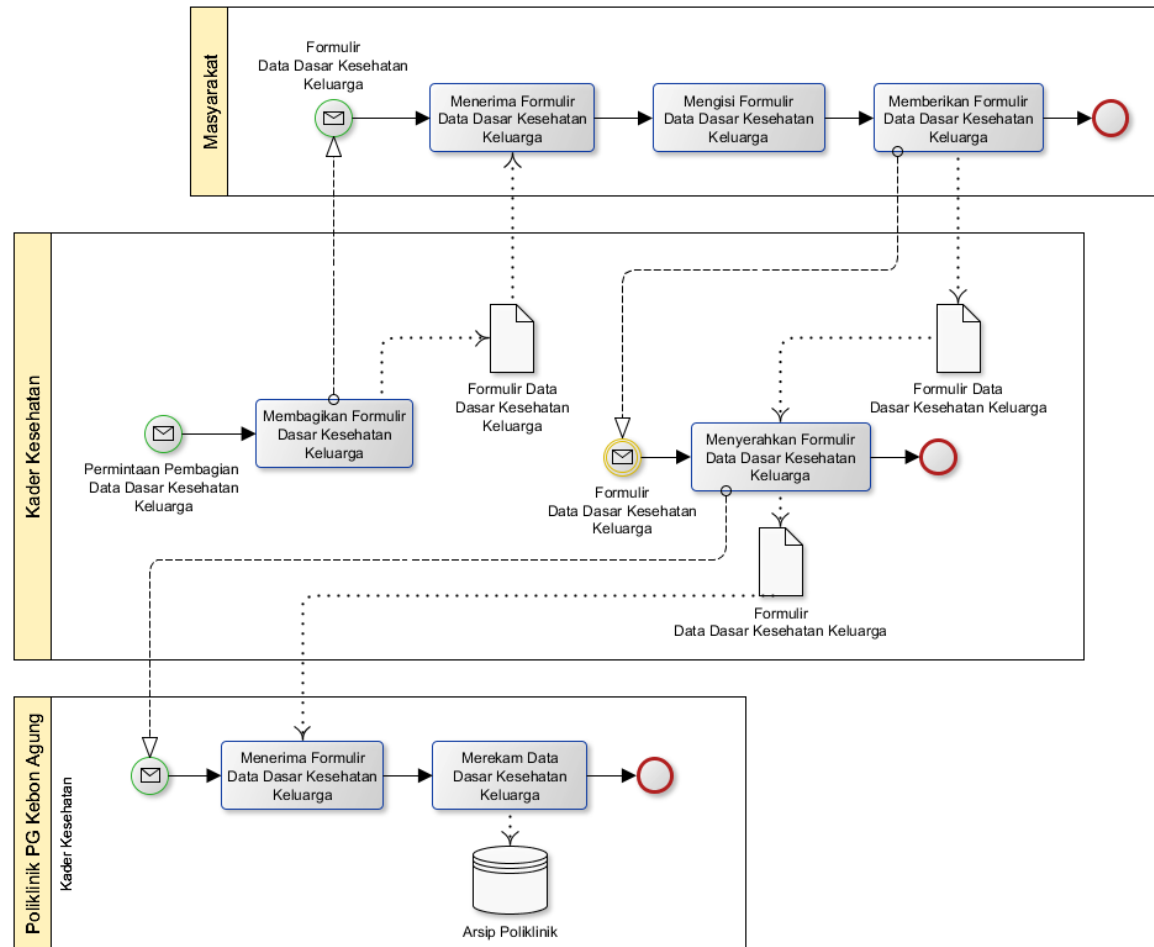 Masyarakat
Formulir
Data Dasar Kesehatan
Keluarga
Menerima Formulir
Data Dasar Kesehatan
Keluarga
Mengisi Formulir
Data Dasar Kesehatan
Keluarga
Memberikan Formulir
Data Dasar Kesehatan
Keluarga
Kader Kesehatan
Permintaan Pembagian
Data Dasar Kesehatan
Keluarga
Membagikan Formulir
Dasar Kesehatan
Keluarga
Formulir Data
Dasar Kesehatan
Keluarga
Formulir Data
Dasar Kesehatan Keluarga
Formulir
Data Dasar Kesehatan
Keluarga
Menyerahkan Formulir
Data Dasar Kesehatan
Keluarga
Formulir
Data Dasar Kesehatan Keluarga
Poliklinik PG Kebon Agung
Kader Kesehatan
Menerima Formulir
Data Dasar Kesehatan
Keluarga
Merekam Data
Dasar Kesehatan
Keluarga
Arsip Poliklinik